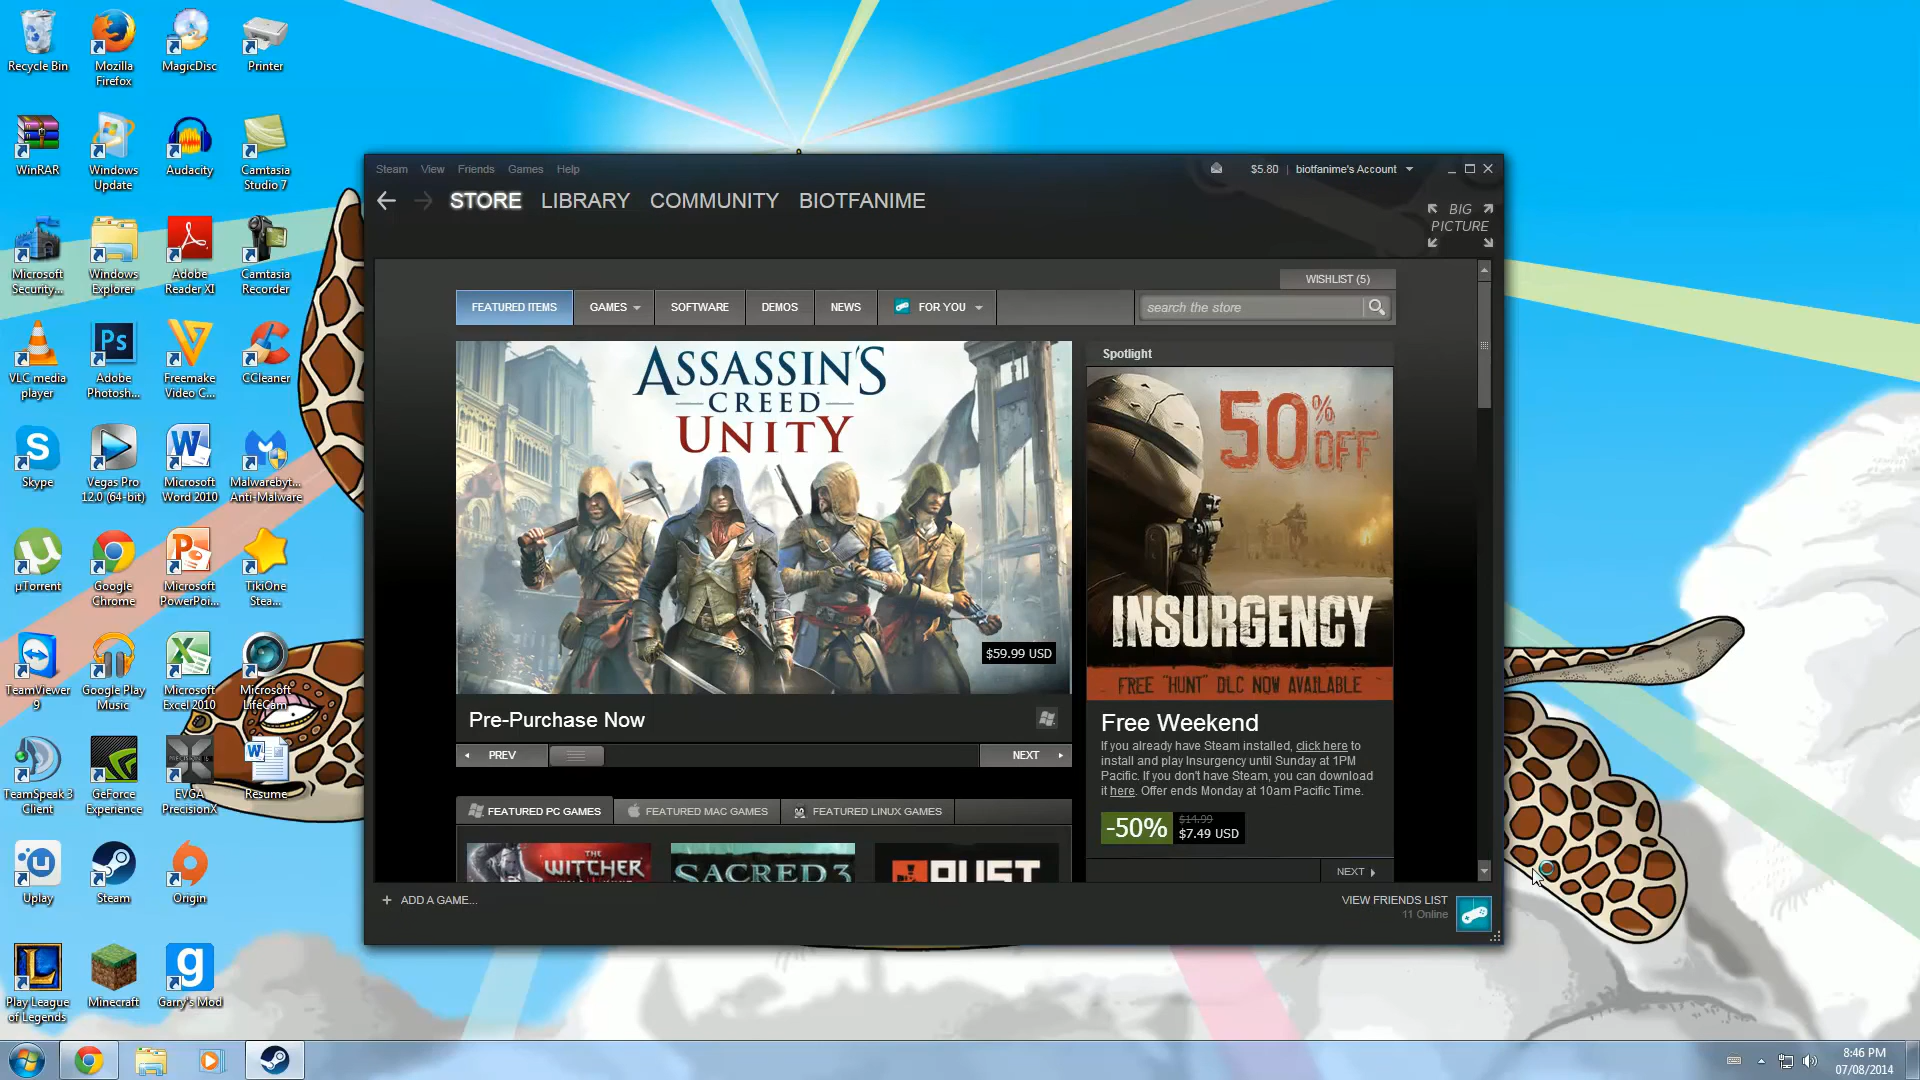 Recycle Bin
Mozilla
Firefox
MagicDisc
Printer
WinRAR
Windows
Update
Audacity
Camtasia
Studio 7
Microsoft
Security...
Windows
Explorer
Adobe
Reader XI
Camtasia
Recorder
VLC media
player
Ps
Adobe
Photosh...
Freemake
Video C...
CCleaner
Skype
Vegas Pro
12.0 (64-bit)
Microsoft
Word 2010
Malwarebyt...
Anti-Malware
µTorrent
Google
Chrome
Microsoft
PowerPoi...
TikiOne
Stea...
TeamViewer
9
Google Play
Music
Microsoft
Excel 2010
Microsoft
LifeCam
TeamSpeak 3
Client
GeForce
Experience
EVGA
PrecisionX
Resume
Uplay
Steam
Origin
Play League
of Legends
Minecraft
Garry's Mod
Steam View Friends Games Help
$5.80 | biotfanime's Account
STORE LIBRARY COMMUNITY BIOTFANIME
BIG
PICTURE
WISHLIST (5)
FEATURED ITEMS GAMES SOFTWARE DEMOS NEWS FOR YOU
search the store
ASSASSIN'S
CREED
UNITY
$59.99 USD
Pre-Purchase Now
PREV NEXT
Spotlight
50% OFF
INSURGENCY
FREE "HUNT" DLC NOW AVAILABLE
Free Weekend
If you already have Steam installed, click here to
install and play Insurgency until Sunday at 1PM
Pacific. If you don't have Steam, you can download
it here. Offer ends Monday at 10am Pacific Time.
-50%
$14.99
$7.49 USD
NEXT
FEATURED PC GAMES FEATURED MAC GAMES FEATURED LINUX GAMES
THE
WITCHER
SACRED 3
RUST
+ ADD A GAME...
VIEW FRIENDS LIST
11 Online
8:46 PM
07/08/2014